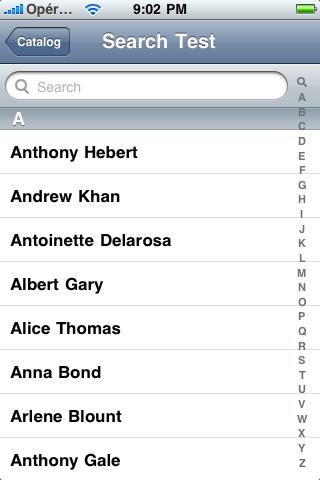 Opér... 9:02 PM
Catalog Search Test
Search
A
Anthony Hebert
Andrew Khan
Antoinette Delarosa
Albert Gary
Alice Thomas
Anna Bond
Arlene Blount
Anthony Gale
A
B
C
D
E
F
G
H
I
J
K
L
M
N
O
P
Q
R
S
T
U
V
W
X
Y
Z